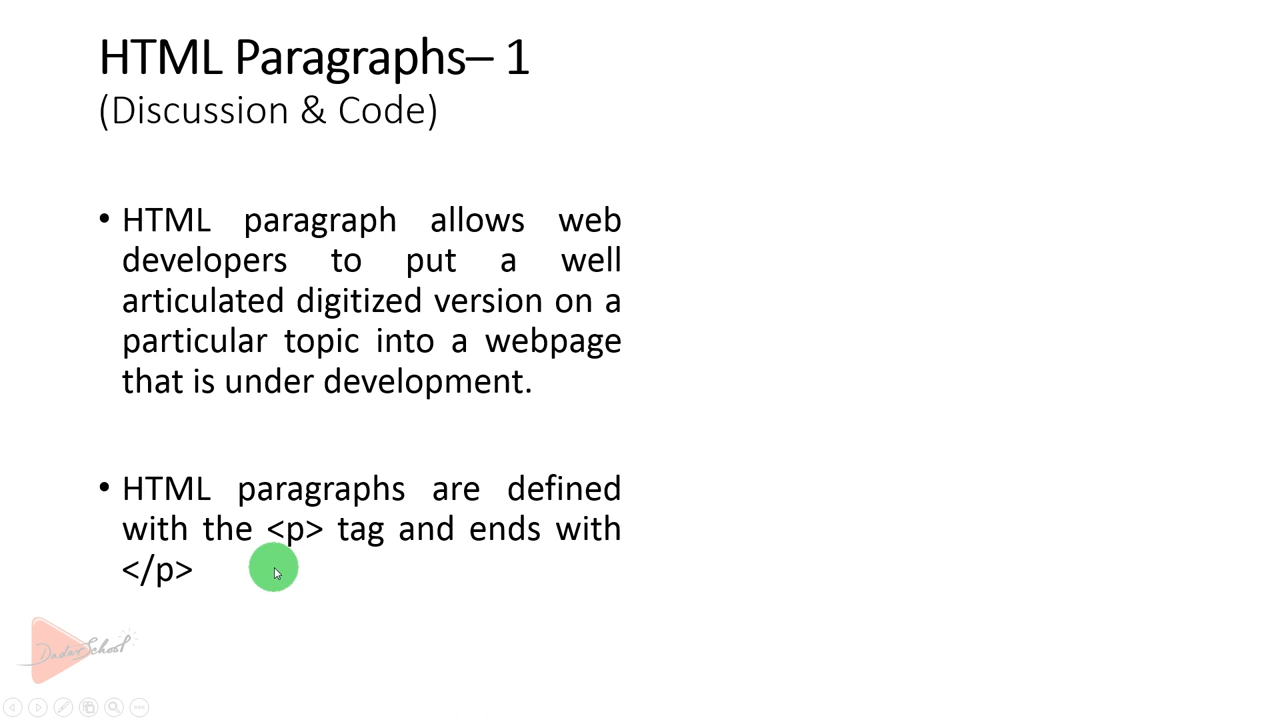 HTML Paragraphs– 1
(Discussion & Code)
• HTML paragraph allows web
developers to put a well
articulated digitized version on a
particular topic into a webpage
that is under development.
• HTML paragraphs are defined
with the <p> tag and ends with
</p>
DadarSchool